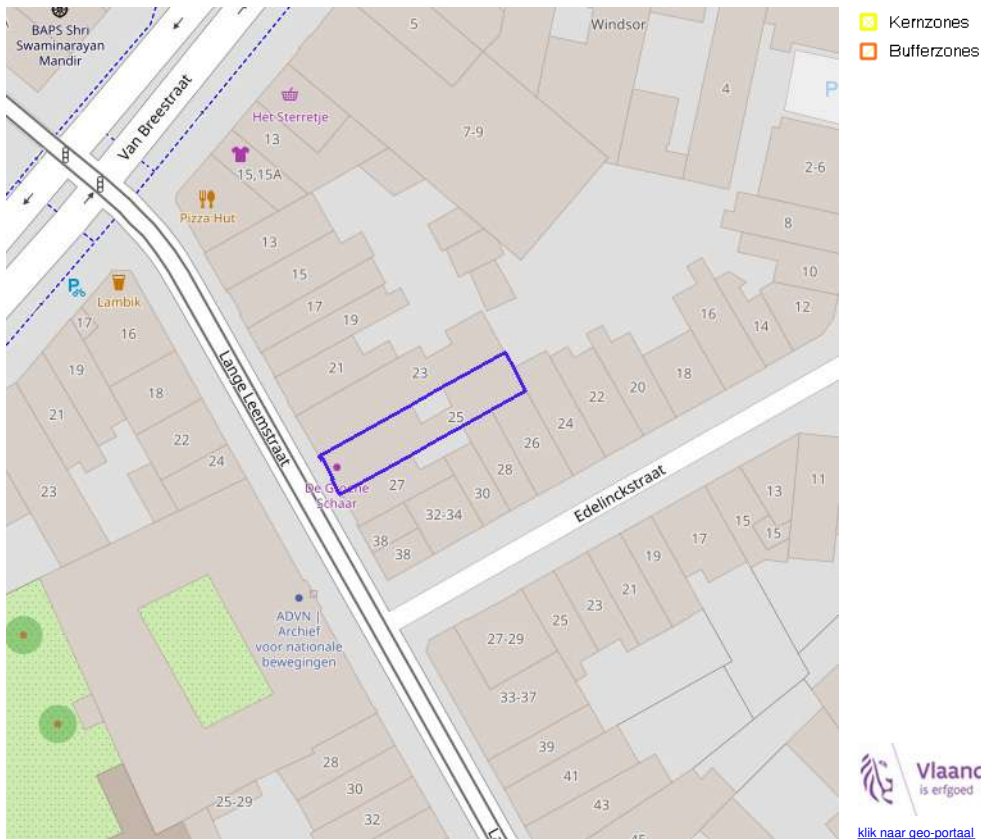 BAPS Shri
Swaminarayan
Mandir
Van Breestraat
5
Windsor
4
P
Het Sterretje
13
7-9
15,15A
2-6
Pizza Hut
8
13
15
10
P
Lambik
17
12
17
16
19
16
14
19
21
23
18
Lange Leemstraat
18
20
22
21
25
24
22
26
24
23
De Groene
Schaar
27
28
30
Edelinckstraat
32-34
38
38
11
13
15
15
17
19
ADVN |
Archief
voor nationale
bewegingen
21
23
25
27-29
33-37
39
28
41
25-29
30
43
32
La
45
Kernzones
Bufferzones
Vlaand
is erfgoed
klik naar geo-portaal